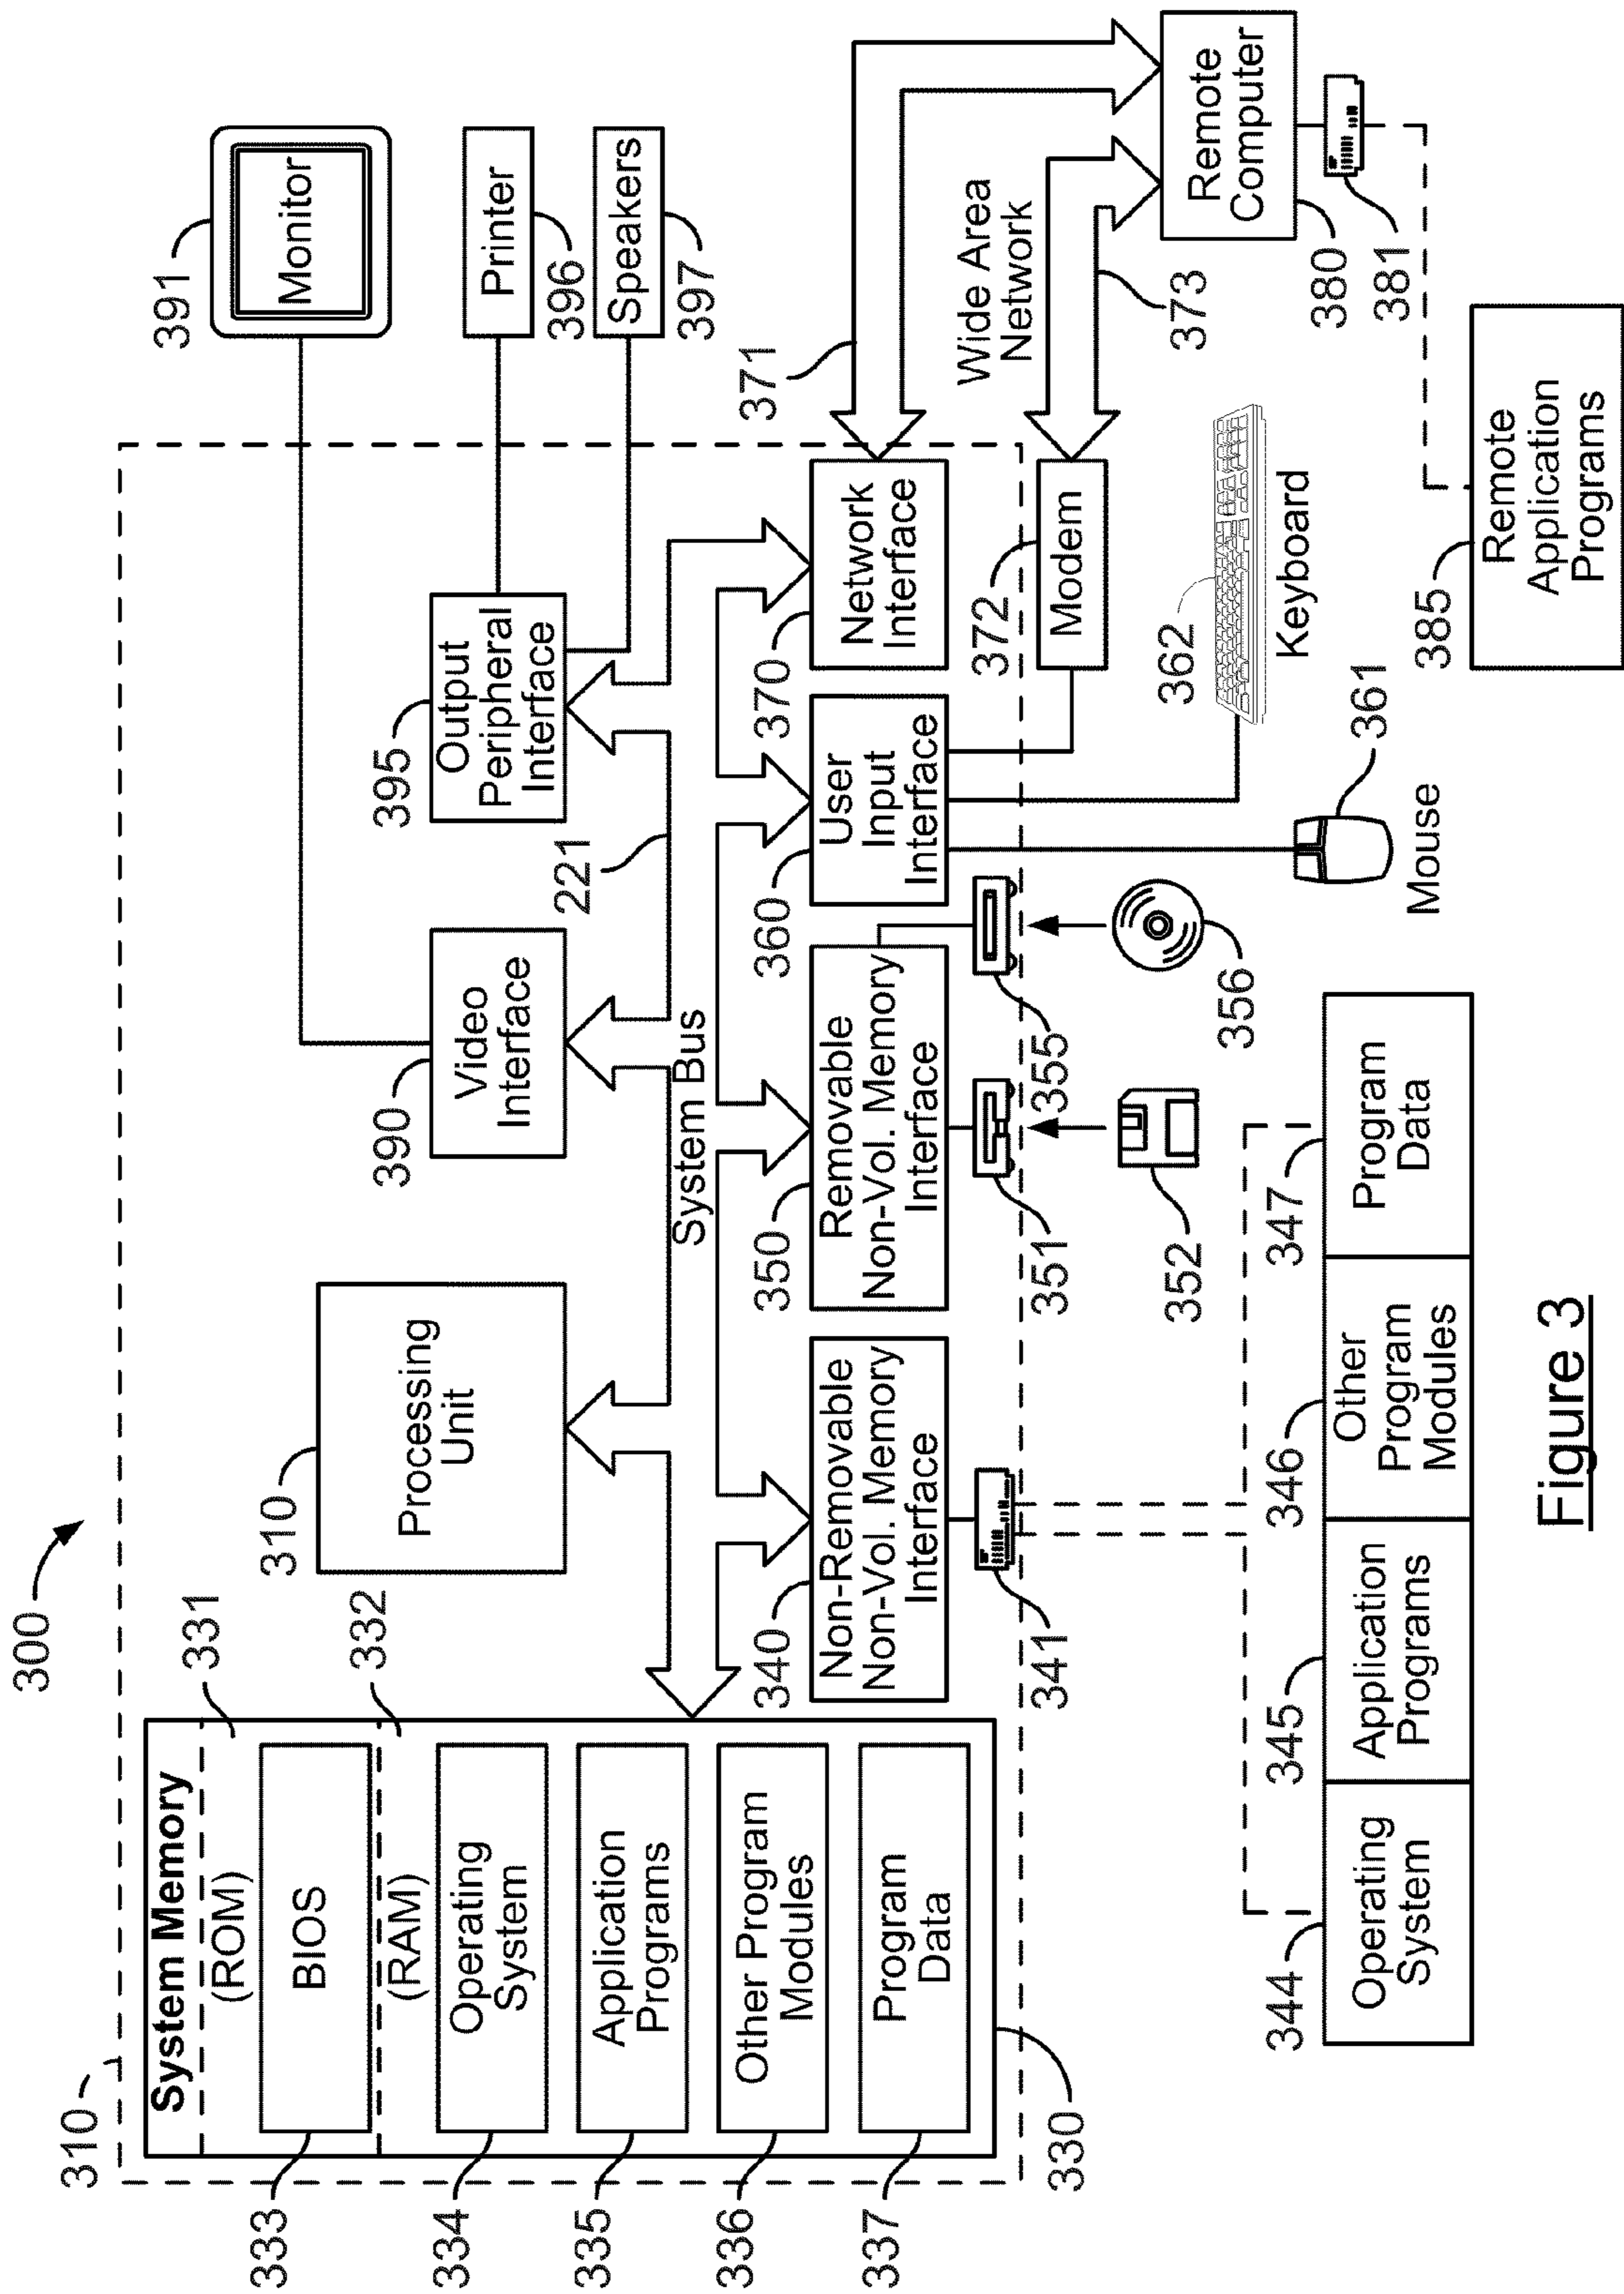 300
310
System Memory
(ROM)
331
BIOS
333
(RAM)
332
Operating
System
334
Application
Programs
335
Other Program
Modules
336
Program
Data
337
330
310
Processing
Unit
390
Video
Interface
395
Output
Peripheral
Interface
391
Monitor
Printer
396
Speakers
397
221
System Bus
340
Non-Removable
Non-Vol. Memory
Interface
350
Removable
Non-Vol. Memory
Interface
360
User
Input
Interface
370
Network
Interface
371
341
351
355
372
Modem
Wide Area
Network
373
Remote
Computer
380
381
352
356
362
Keyboard
361
Mouse
344
Operating
System
345
Application
Programs
346
Other
Program
Modules
347
Program
Data
385
Remote
Application
Programs
Figure 3